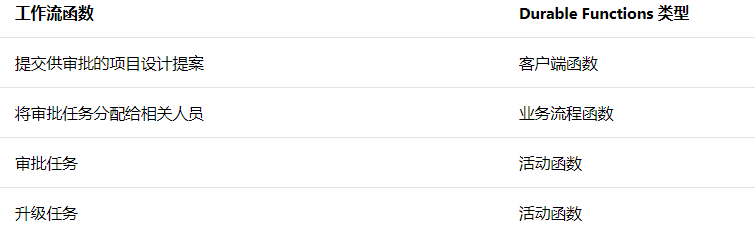 工作流函数 Durable Functions 类型
提交供审批的项目设计提案 客户端函数
将审批任务分配给相关人员 业务流程函数
审批任务 活动函数
升级任务 活动函数